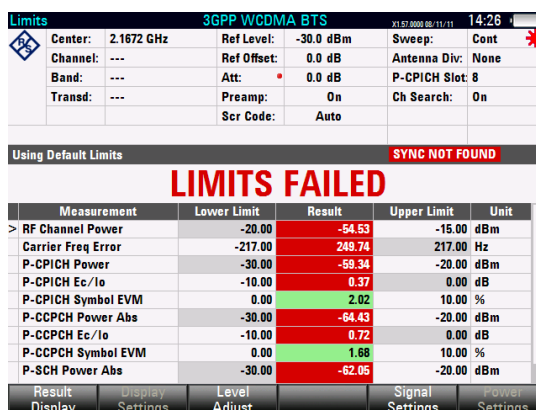 Limits 3GPP WCDMA BTS X1.57.0000 08/11/11 14:26
Center: 2.1672 GHz Ref Level: -30.0 dBm Sweep: Cont
Channel: --- Ref Offset: 0.0 dB Antenna Div: None
Band: --- Att: 0.0 dB P-CPICH Slot: 8
Transd: --- Preamp: On Ch Search: On
Scr Code: Auto
Using Default Limits SYNC NOT FOUND
LIMITS FAILED
Measurement Lower Limit Result Upper Limit Unit
> RF Channel Power -20.00 -54.53 -15.00 dBm
Carrier Freq Error -217.00 249.74 217.00 Hz
P-CPICH Power -30.00 -59.34 -20.00 dBm
P-CPICH Ec/Io -10.00 0.37 0.00 dB
P-CPICH Symbol EVM 0.00 2.02 10.00 %
P-CCPCH Power Abs -30.00 -64.43 -20.00 dBm
P-CCPCH Ec/Io -10.00 0.72 0.00 dB
P-CCPCH Symbol EVM 0.00 1.68 10.00 %
P-SCH Power Abs -30.00 -62.05 -20.00 dBm
Result Display Level Signal Power
Display Settings Adjust Settings Settings